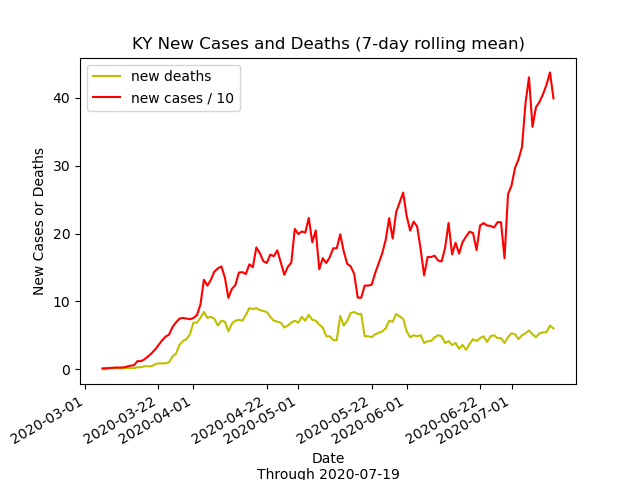 KY New Cases and Deaths (7-day rolling mean)
new deaths
new cases / 10
New Cases or Deaths
40
30
20
10
0
2020-03-01
2020-03-22
2020-04-01
2020-04-22
2020-05-01
2020-05-22
2020-06-01
2020-06-22
2020-07-01
Date
Through 2020-07-19